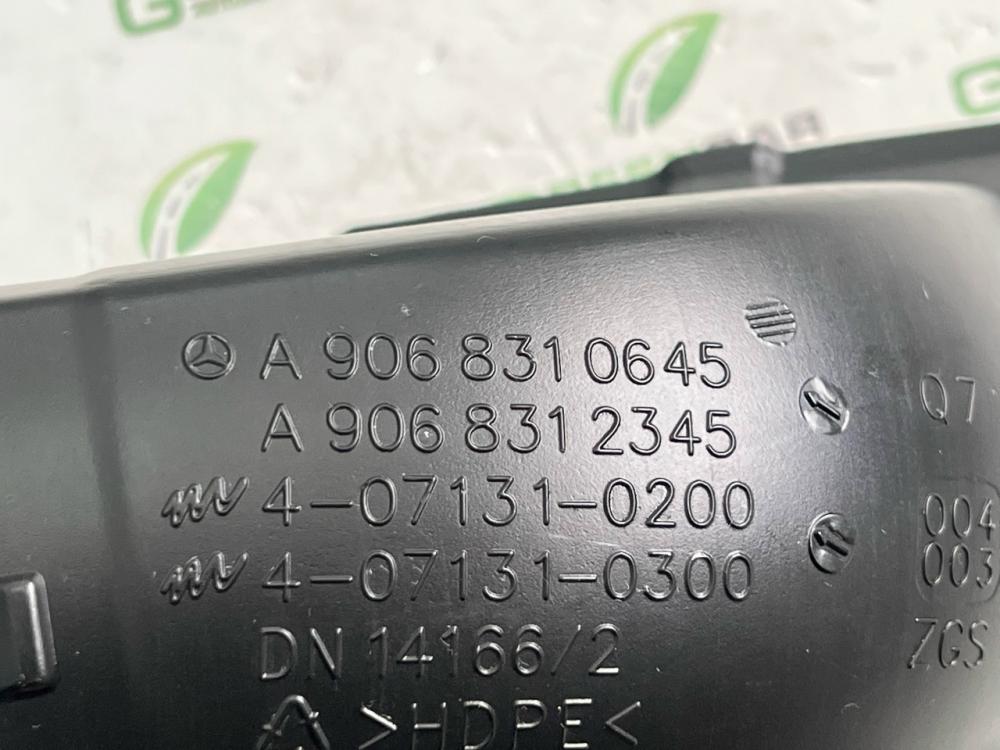 A 906 831 0645
A 906 831 2345
4-07131-0200
4-07131-0300
DN 14166/2
>HDPE<
Q7
004
003
ZGS